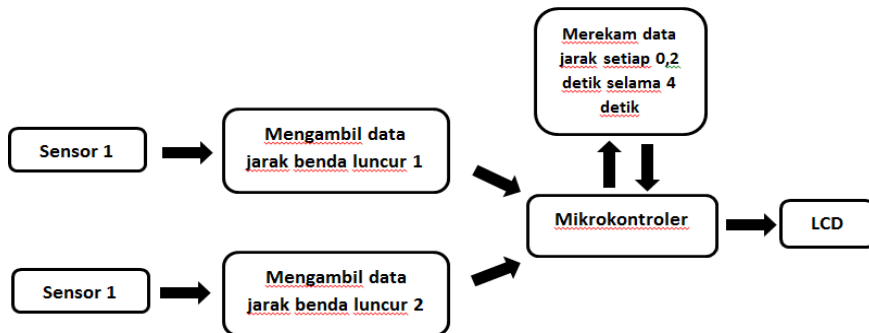 Merekam data
jarak setiap 0,2
detik selama 4
detik
Sensor 1
Mengambil data
jarak benda luncur 1
Mikrokontroler
LCD
Sensor 1
Mengambil data
jarak benda luncur 2